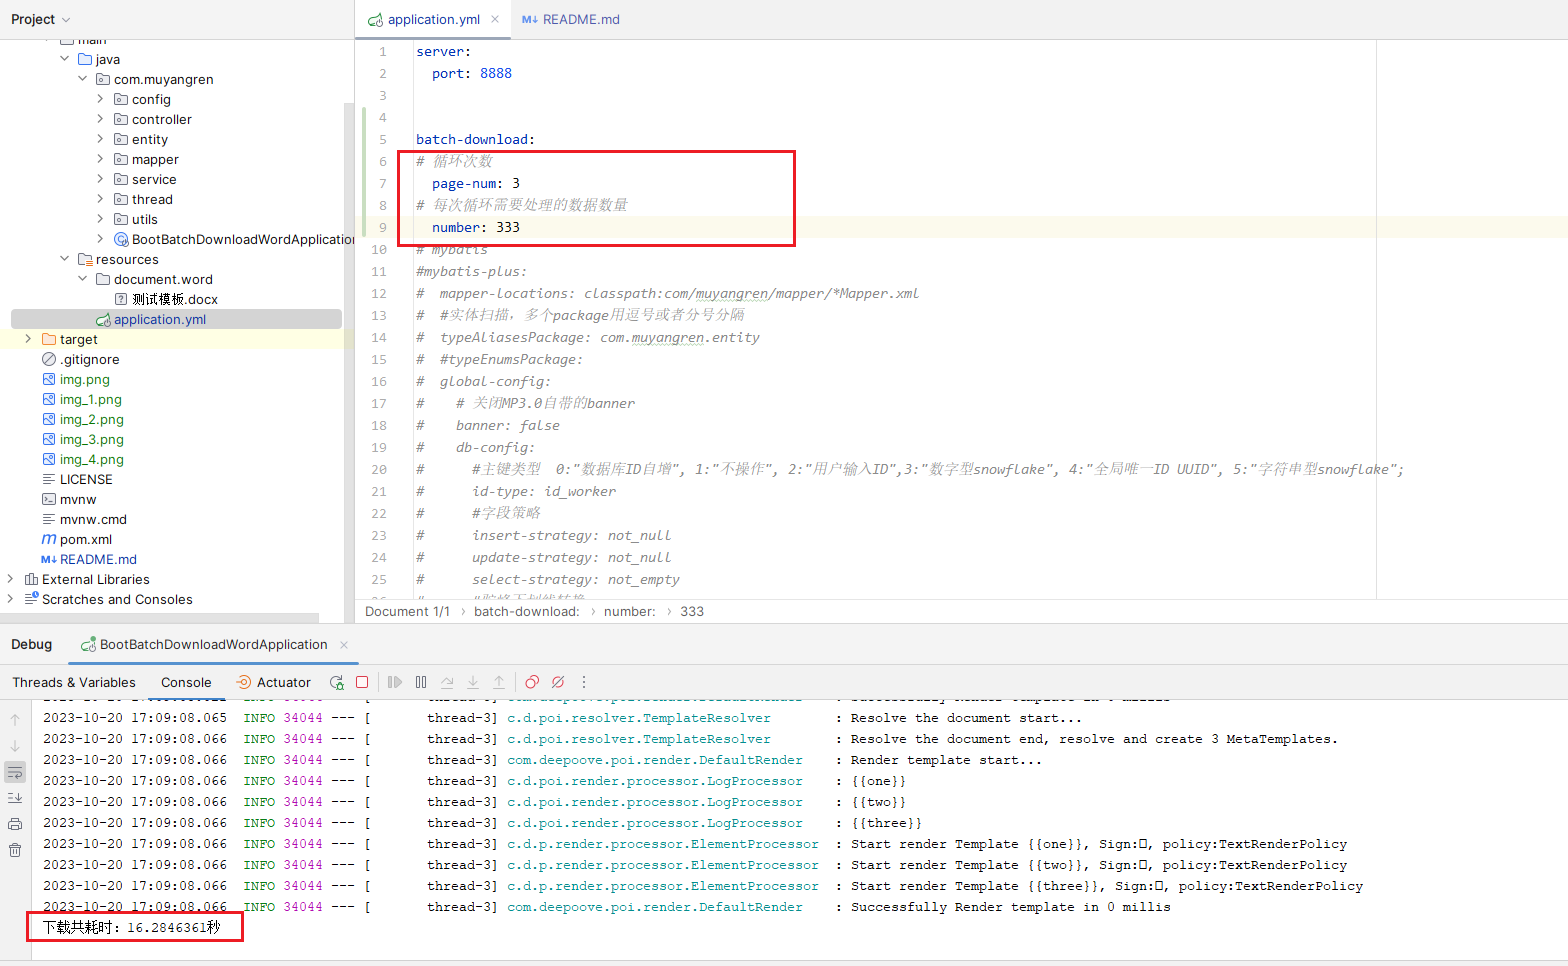 Project
application.yml
README.md
main
java
com.muyangren
config
controller
entity
mapper
service
thread
utils
BootBatchDownloadWordApplication
resources
document.word
测试模板.docx
application.yml
target
.gitignore
img.png
img_1.png
img_2.png
img_3.png
img_4.png
LICENSE
mvnw
mvnw.cmd
pom.xml
README.md
External Libraries
Scratches and Consoles
1 server:
2 port: 8888
3
4
5 batch-download:
6 # 循环次数
7 page-num: 3
8 # 每次循环需要处理的数据数量
9 number: 333
10 # mybatis
11 #mybatis-plus:
12 # mapper-locations: classpath:com/muyangren/mapper/*Mapper.xml
13 # #实体扫描，多个package用逗号或者分号分隔
14 # typeAliasesPackage: com.muyangren.entity
15 # #typeEnumsPackage:
16 # global-config:
17 # # 关闭MP3.0自带的banner
18 # banner: false
19 # db-config:
20 # #主键类型 0:"数据库ID自增", 1:"不操作", 2:"用户输入ID",3:"数字型snowflake", 4:"全局唯一ID UUID", 5:"字符串型snowflake";
21 # id-type: id_worker
22 # #字段策略
23 # insert-strategy: not_null
24 # update-strategy: not_null
25 # select-strategy: not_empty
Document 1/1 › batch-download: › number: › 333
Debug BootBatchDownloadWordApplication
Threads & Variables Console Actuator
2023-10-20 17:09:08.065 INFO 34044 --- [ thread-3] c.d.poi.resolver.TemplateResolver : Resolve the document start...
2023-10-20 17:09:08.066 INFO 34044 --- [ thread-3] c.d.poi.resolver.TemplateResolver : Resolve the document end, resolve and create 3 MetaTemplates.
2023-10-20 17:09:08.066 INFO 34044 --- [ thread-3] com.deepoove.poi.render.DefaultRender : Render template start...
2023-10-20 17:09:08.066 INFO 34044 --- [ thread-3] c.d.poi.render.processor.LogProcessor : {{one}}
2023-10-20 17:09:08.066 INFO 34044 --- [ thread-3] c.d.poi.render.processor.LogProcessor : {{two}}
2023-10-20 17:09:08.066 INFO 34044 --- [ thread-3] c.d.poi.render.processor.LogProcessor : {{three}}
2023-10-20 17:09:08.066 INFO 34044 --- [ thread-3] c.d.p.render.processor.ElementProcessor : Start render Template {{one}}, Sign:▯, policy:TextRenderPolicy
2023-10-20 17:09:08.066 INFO 34044 --- [ thread-3] c.d.p.render.processor.ElementProcessor : Start render Template {{two}}, Sign:▯, policy:TextRenderPolicy
2023-10-20 17:09:08.066 INFO 34044 --- [ thread-3] c.d.p.render.processor.ElementProcessor : Start render Template {{three}}, Sign:▯, policy:TextRenderPolicy
2023-10-20 17:09:08.066 INFO 34044 --- [ thread-3] com.deepoove.poi.render.DefaultRender : Successfully Render template in 0 millis
下载共耗时：16.2846361秒